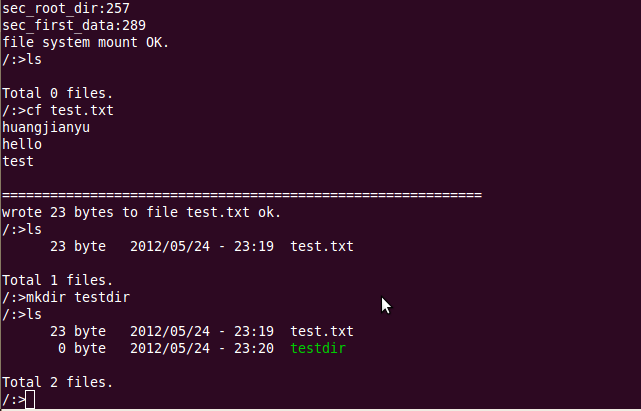 sec_root_dir:257
sec_first_data:289
file system mount OK.
/:>ls
Total 0 files.
/:>cf test.txt
huangjianyu
hello
test
============================================================
wrote 23 bytes to file test.txt ok.
/:>ls
23 byte   2012/05/24 - 23:19  test.txt
Total 1 files.
/:>mkdir testdir
/:>ls
23 byte   2012/05/24 - 23:19  test.txt
0 byte   2012/05/24 - 23:20  testdir
Total 2 files.
/:>